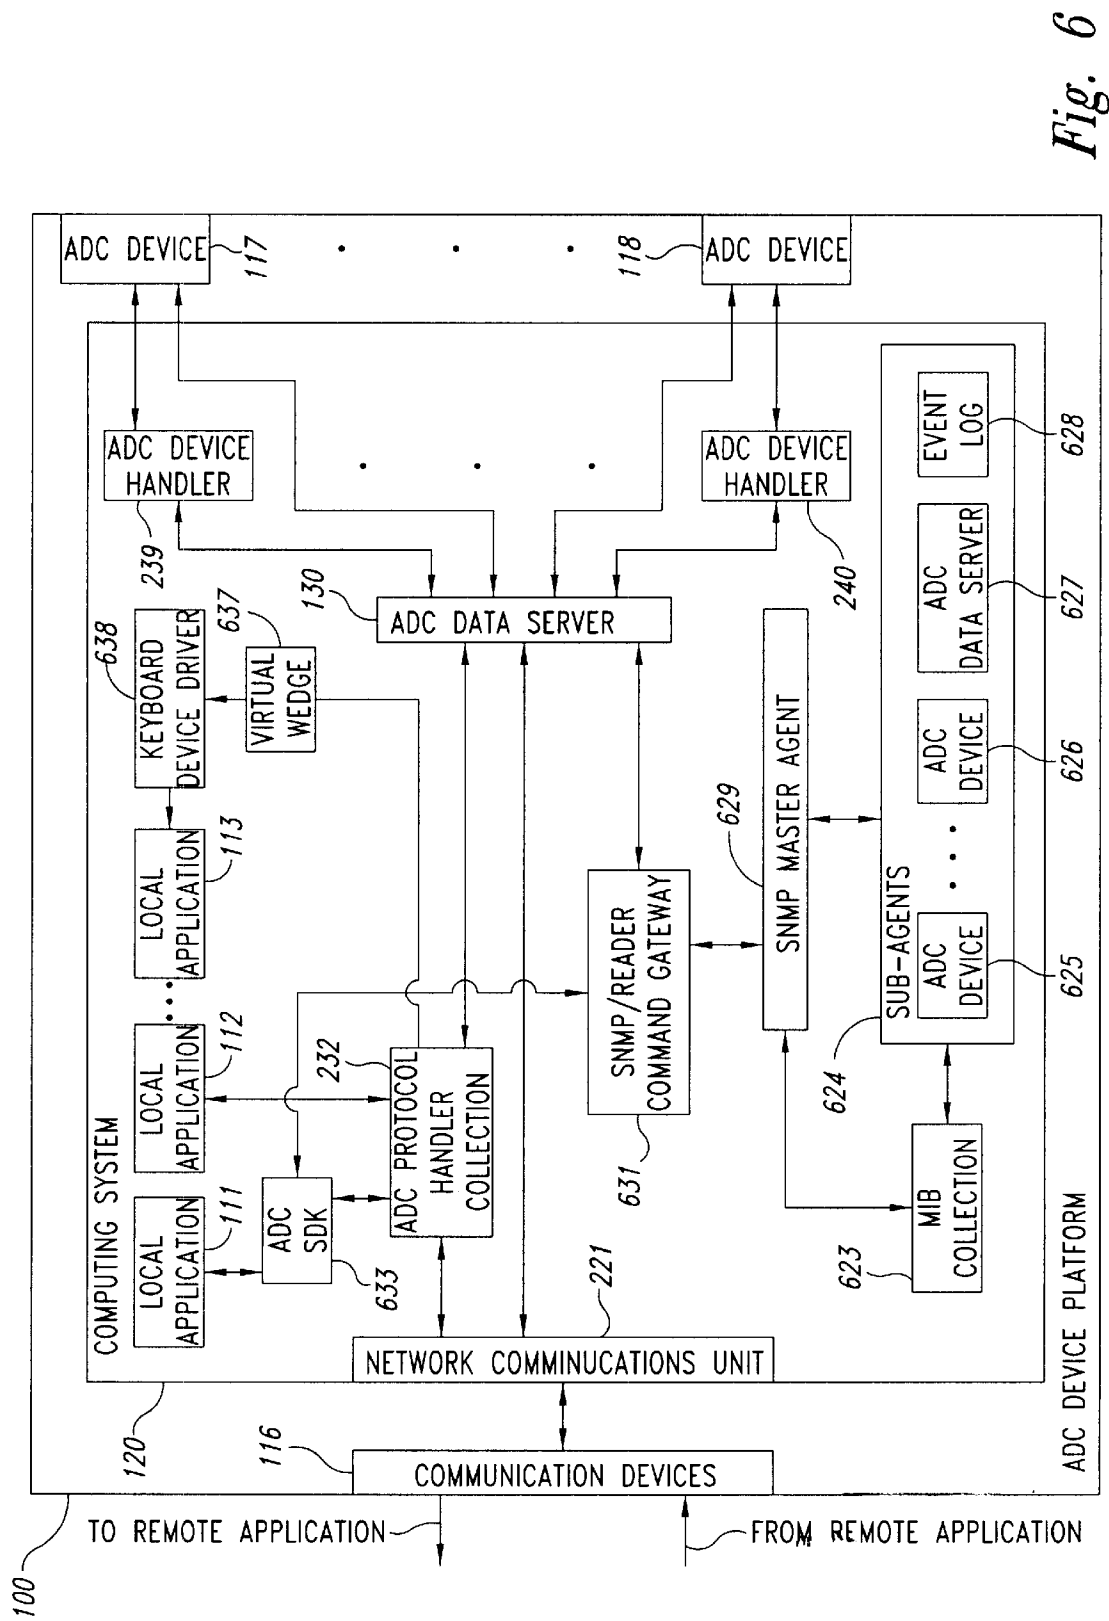 100
TO REMOTE APPLICATION
FROM REMOTE APPLICATION
116
COMMUNICATION DEVICES
120
COMPUTING SYSTEM
NETWORK COMMINUCATIONS UNIT
221
LOCAL
APPLICATION
111
LOCAL
APPLICATION
112
LOCAL
APPLICATION
113
KEYBOARD
DEVICE DRIVER
638
VIRTUAL
WEDGE
637
ADC
SDK
633
ADC PROTOCOL
HANDLER
COLLECTION
232
ADC DATA SERVER
130
ADC DEVICE
HANDLER
239
ADC DEVICE
HANDLER
240
ADC DEVICE
117
ADC DEVICE
118
SNMP/READER
COMMAND GATEWAY
631
SNMP MASTER AGENT
629
MIB
COLLECTION
623
SUB-AGENTS
624
ADC
DEVICE
625
ADC
DEVICE
626
ADC
DATA SERVER
627
EVENT
LOG
628
ADC DEVICE PLATFORM
Fig. 6